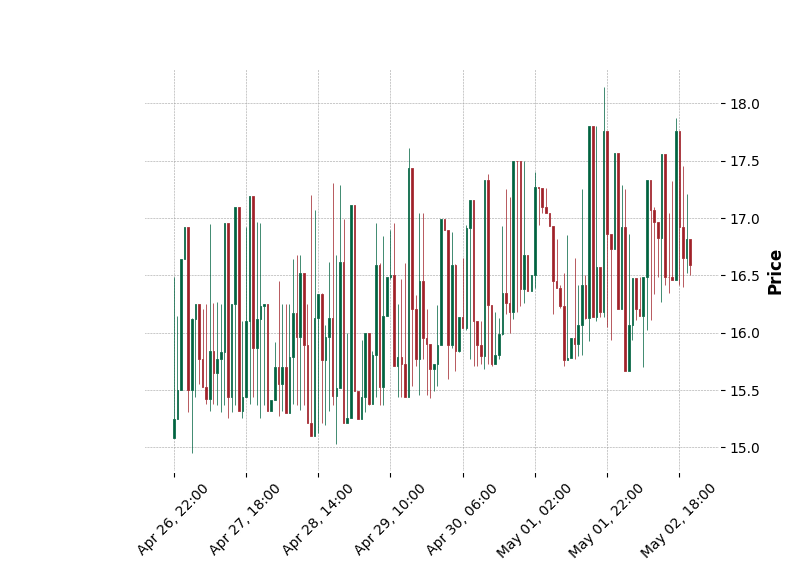 18.0
17.5
17.0
16.5
16.0
15.5
15.0
Price
Apr 26, 22:00
Apr 27, 18:00
Apr 28, 14:00
Apr 29, 10:00
Apr 30, 06:00
May 01, 02:00
May 01, 22:00
May 02, 18:00